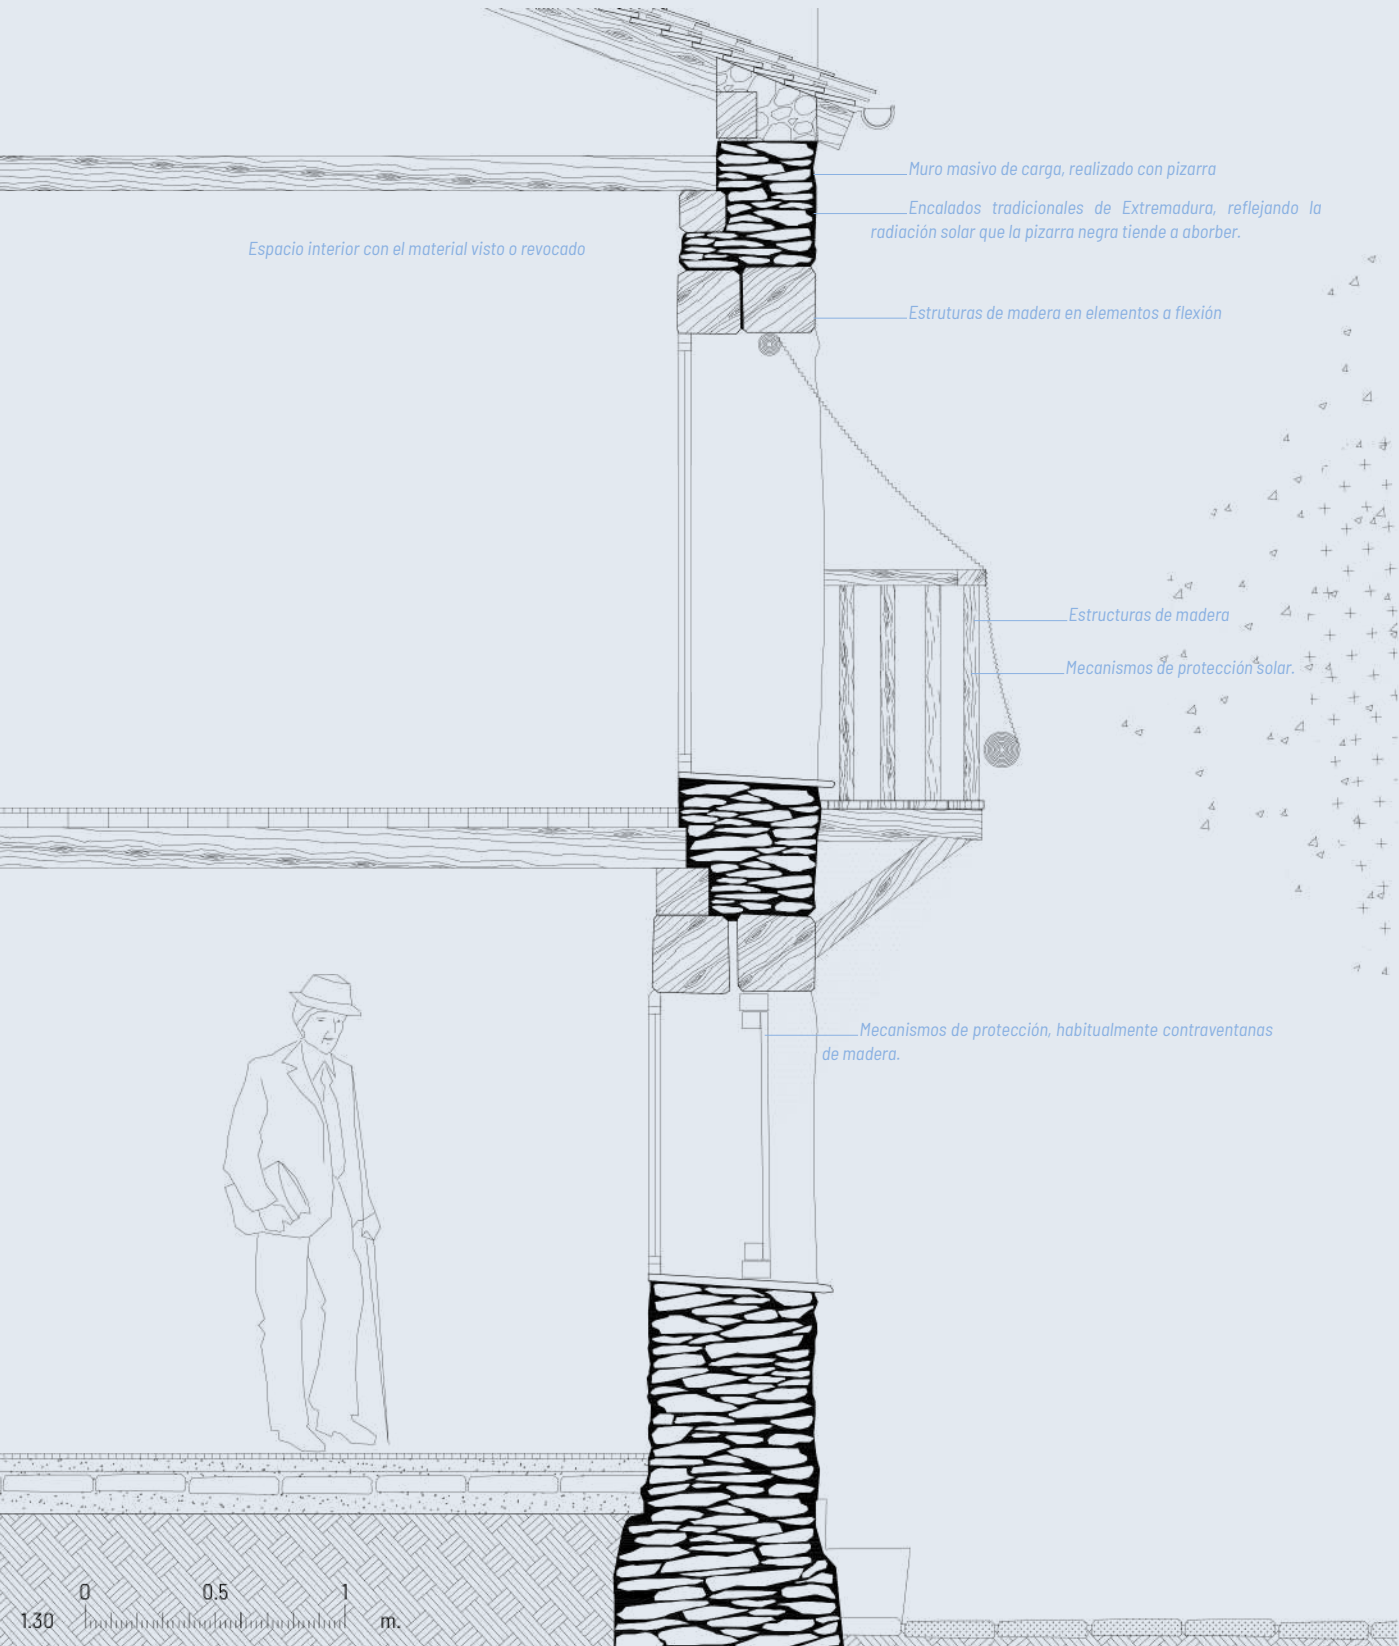 Muro masivo de carga, realizado con pizarra
Encalados tradicionales de Extremadura, reflejando la
radiación solar que la pizarra negra tiende a aborber.
Espacio interior con el material visto o revocado
Estruturas de madera en elementos a flexión
Estructuras de madera
Mecanismos de protección solar.
Mecanismos de protección, habitualmente contraventanas
de madera.
0 0.5 1
1.30 m.